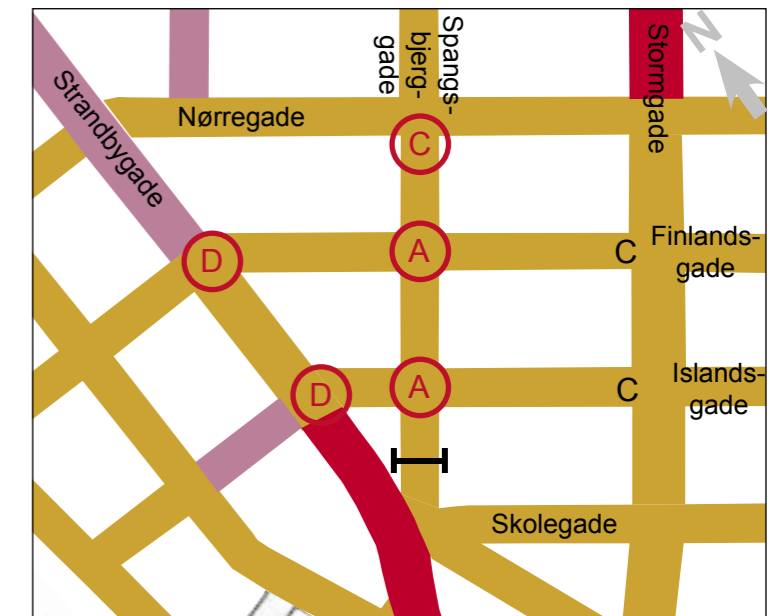 Spangs-
bjerg-
gade
Stormgade
N
Strandbygade
Nørregade
C
D
A
C
Finlands-
gade
D
A
C
Islands-
gade
Skolegade